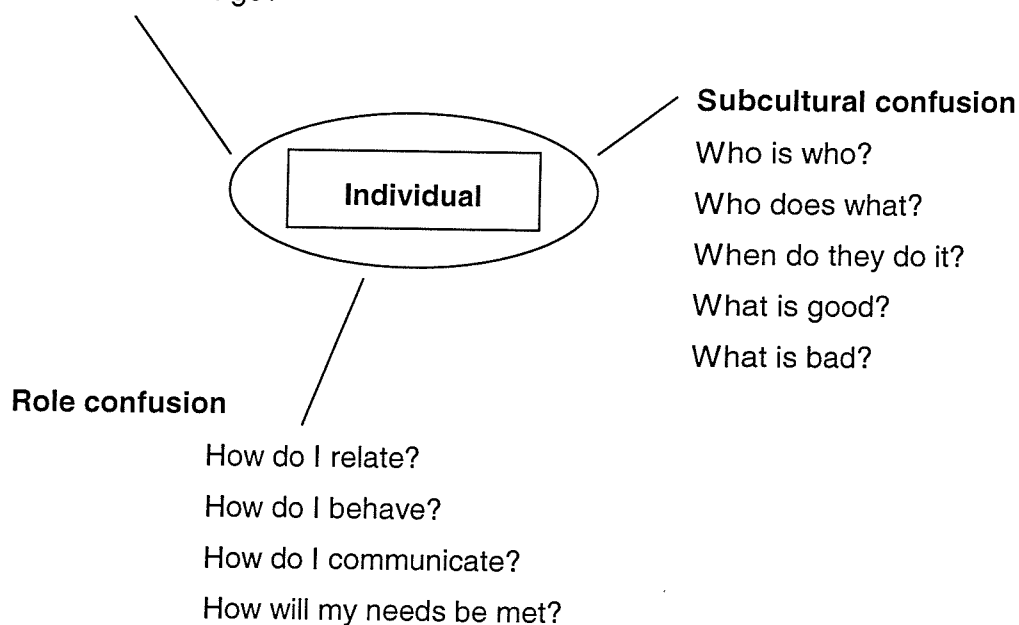 Individual
Subcultural confusion
Who is who?
Who does what?
When do they do it?
What is good?
What is bad?
Role confusion
How do I relate?
How do I behave?
How do I communicate?
How will my needs be met?